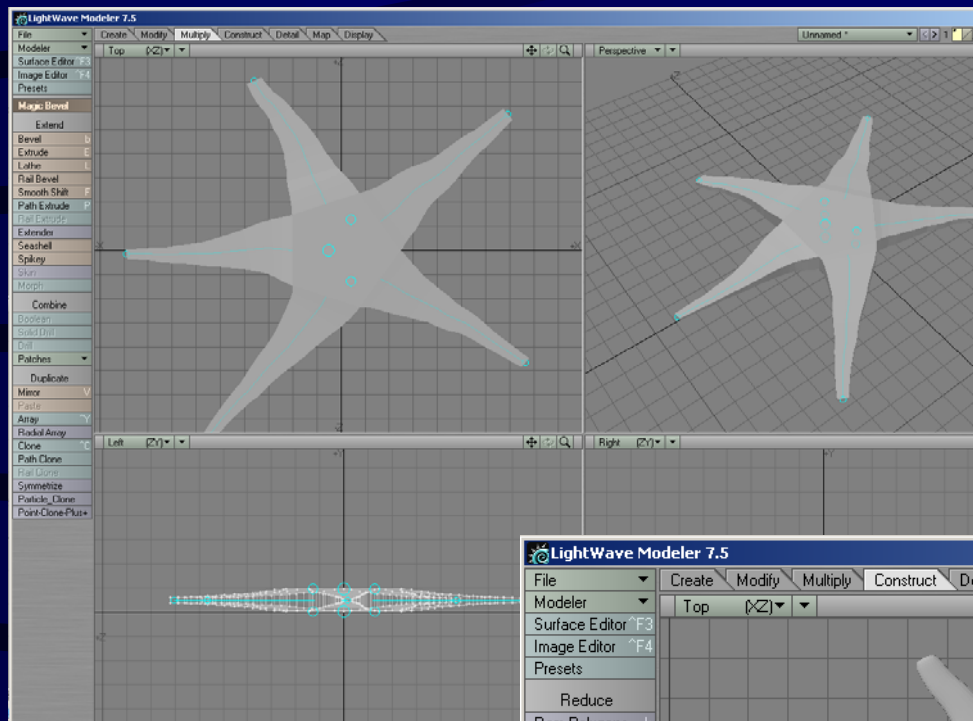 LightWave Modeler 7.5
File
Create Modify Multiply Construct Detail Map Display
Unnamed * 1
Modeler
Top (XZ)
Perspective
Surface Editor ^F3
Image Editor ^F4
Presets
Magic Bevel
Extend
Bevel b
Extrude E
Lathe L
Rail Bevel
Smooth Shift F
Path Extrude P
Rail Extrude
Extender
Seashell
Spikey
Skin
Morph
Combine
Boolean
Solid Drill
Drill
Patches
Duplicate
Mirror V
Paste
Array ^Y
Radial Array
Clone ^C
Path Clone
Rail Clone
Symmetrize
Particle_Clone
Point-Clone-Plus+
Left (ZY)
Right (ZY)
LightWave Modeler 7.5
File
Create Modify Multiply Construct
Modeler
Top (XZ)
Surface Editor ^F3
Image Editor ^F4
Presets
Reduce